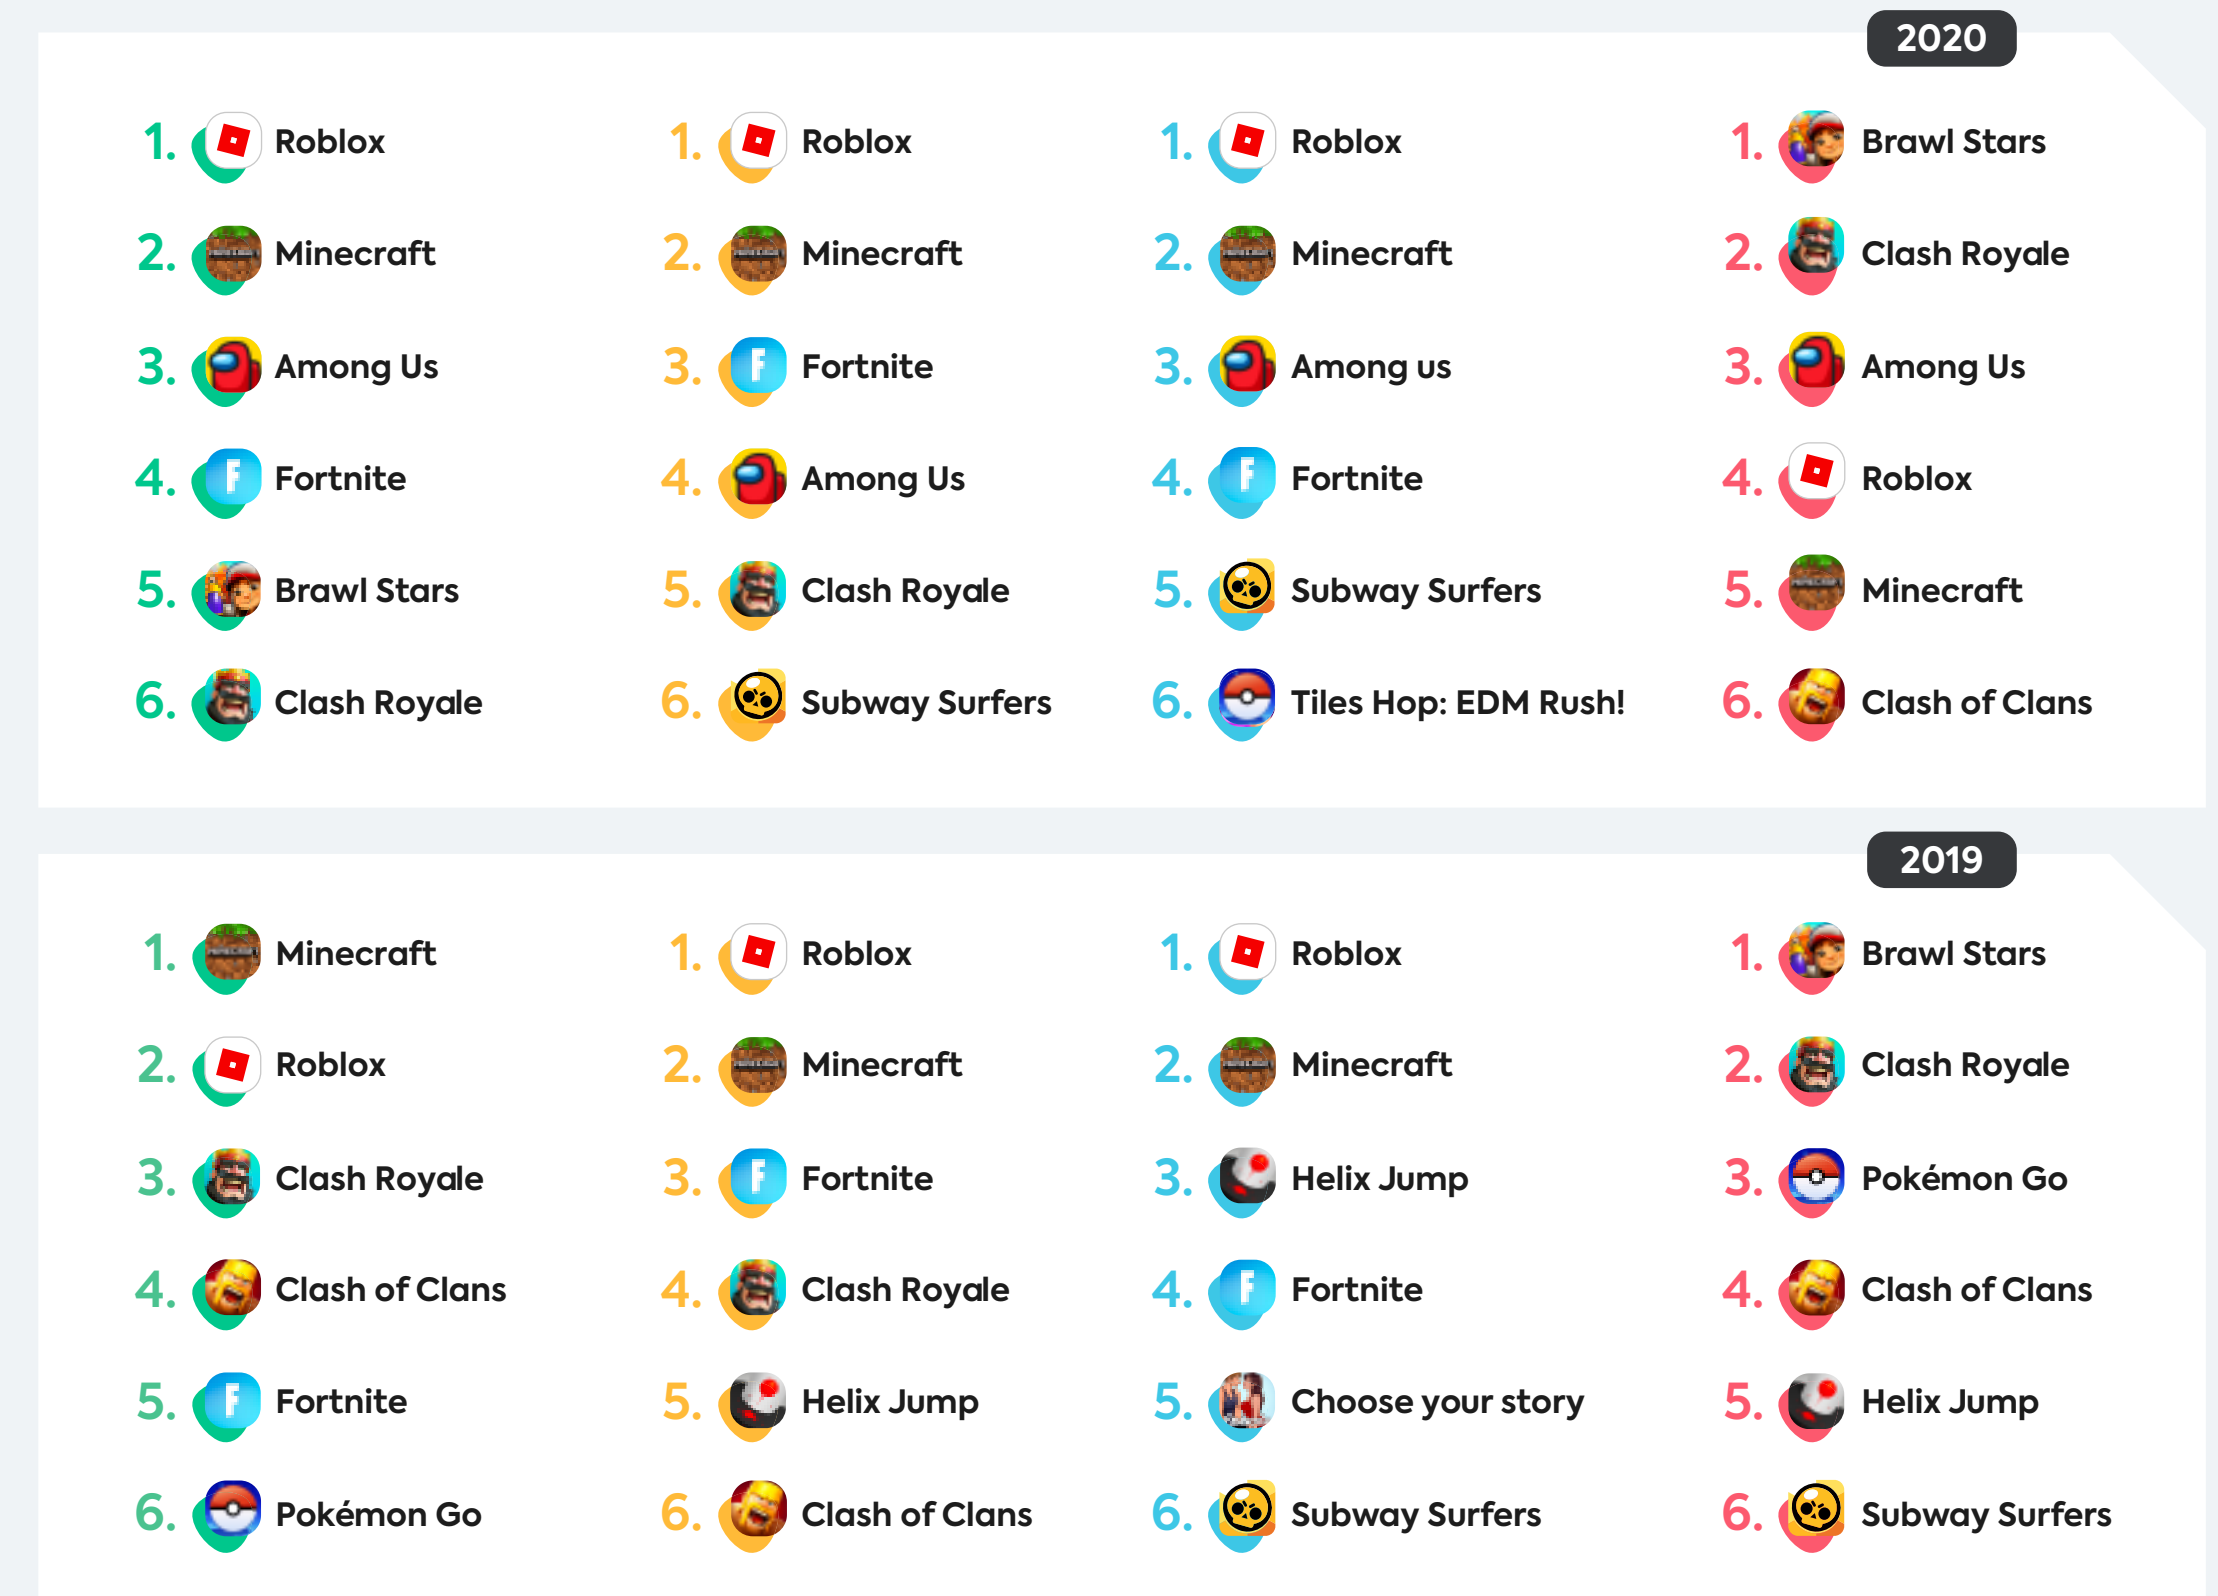 2020
1. Roblox
2. Minecraft
3. Among Us
4. Fortnite
5. Brawl Stars
6. Clash Royale
1. Roblox
2. Minecraft
3. Fortnite
4. Among Us
5. Clash Royale
6. Subway Surfers
1. Roblox
2. Minecraft
3. Among us
4. Fortnite
5. Subway Surfers
6. Tiles Hop: EDM Rush!
1. Brawl Stars
2. Clash Royale
3. Among Us
4. Roblox
5. Minecraft
6. Clash of Clans
2019
1. Minecraft
2. Roblox
3. Clash Royale
4. Clash of Clans
5. Fortnite
6. Pokémon Go
1. Roblox
2. Minecraft
3. Fortnite
4. Clash Royale
5. Helix Jump
6. Clash of Clans
1. Roblox
2. Minecraft
3. Helix Jump
4. Fortnite
5. Choose your story
6. Subway Surfers
1. Brawl Stars
2. Clash Royale
3. Pokémon Go
4. Clash of Clans
5. Helix Jump
6. Subway Surfers